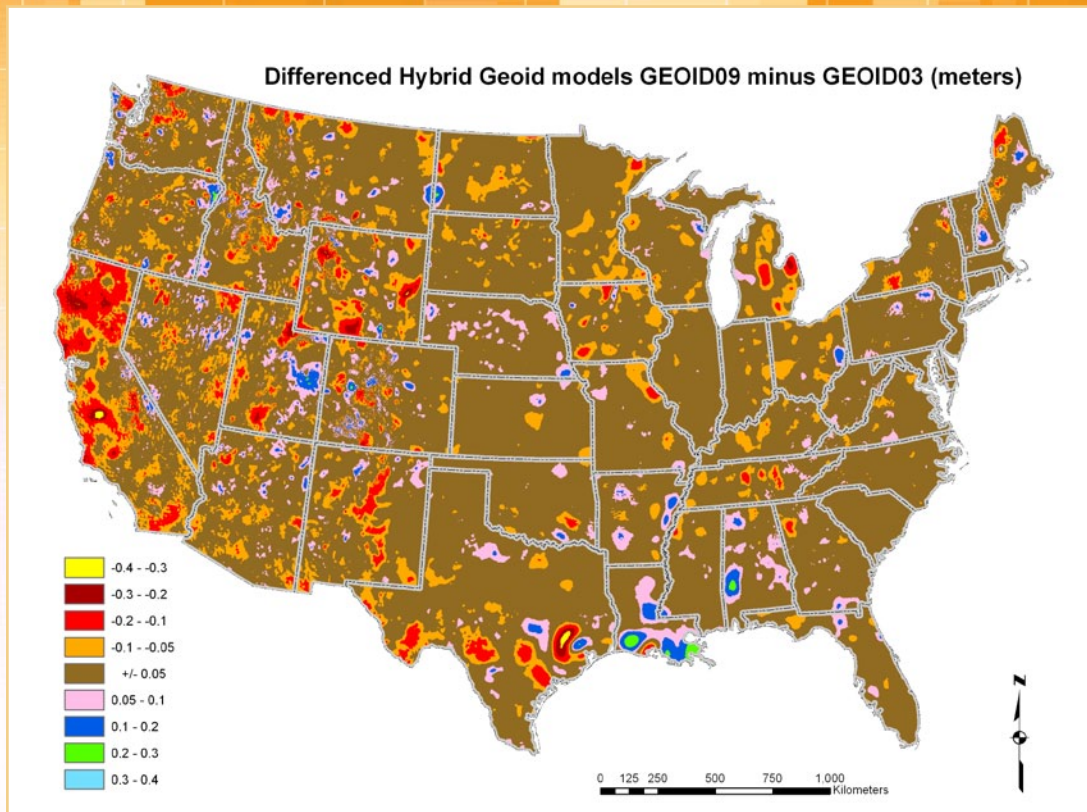 Differenced Hybrid Geoid models GEOID09 minus GEOID03 (meters)
-0.4 - -0.3
-0.3 - -0.2
-0.2 - -0.1
-0.1 - -0.05
+/- 0.05
0.05 - 0.1
0.1 - 0.2
0.2 - 0.3
0.3 - 0.4
N
0 125 250 500 750 1,000
Kilometers